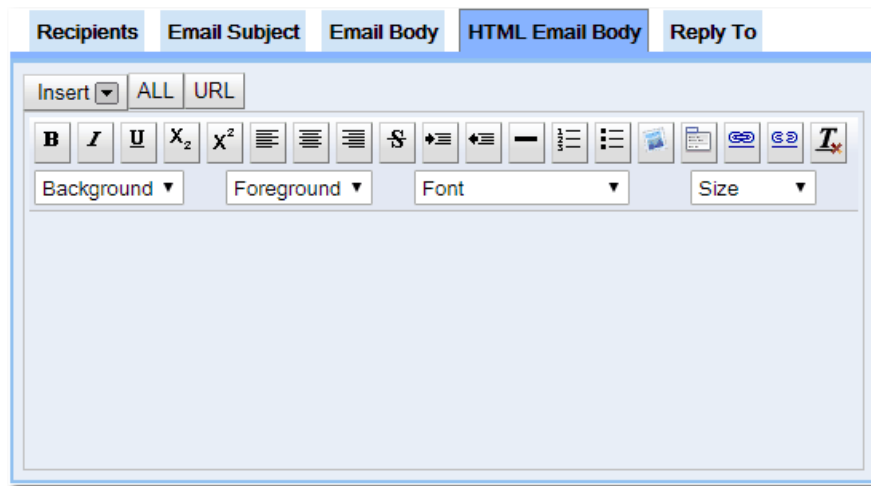 Recipients Email Subject Email Body HTML Email Body Reply To
Insert ALL URL
B I U X₂ X² S T
Background Foreground Font Size